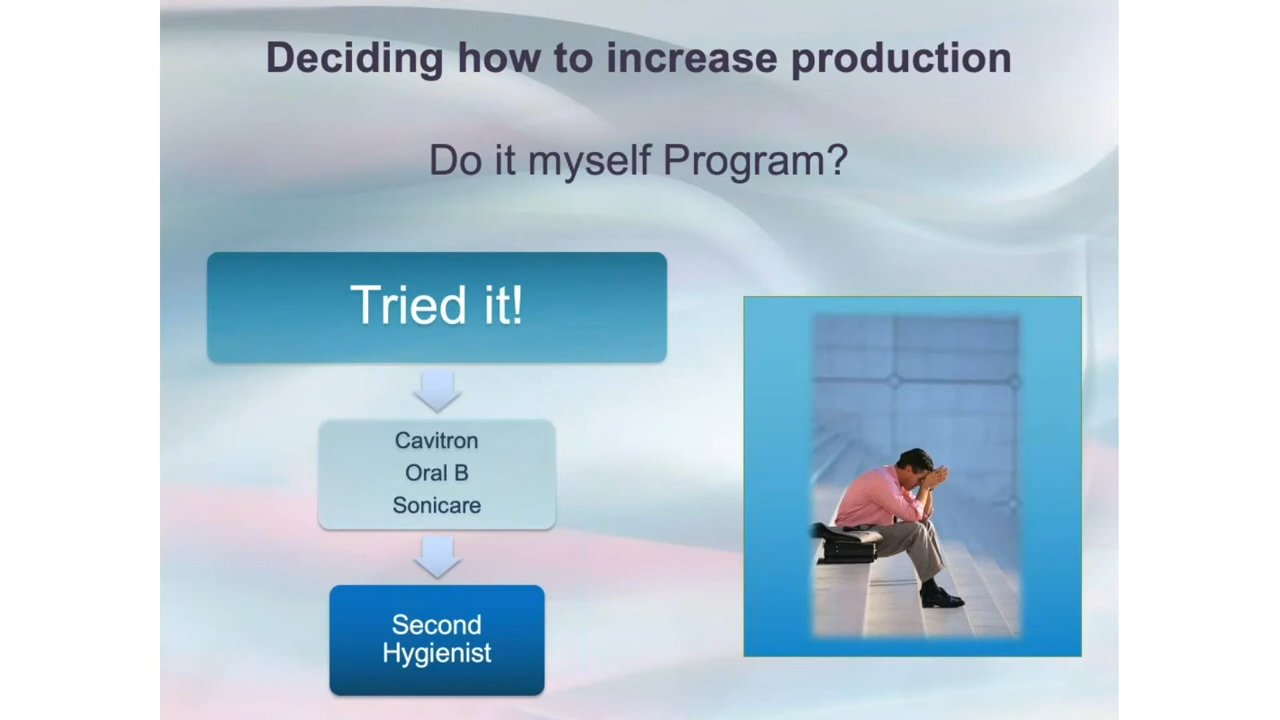 Deciding how to increase production
Do it myself Program?
Tried it!
Cavitron
Oral B
Sonicare
Second
Hygienist